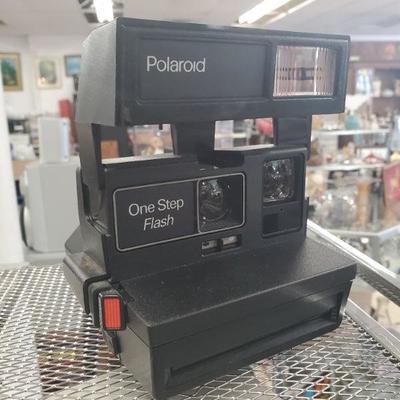 Polaroid
One Step
Flash